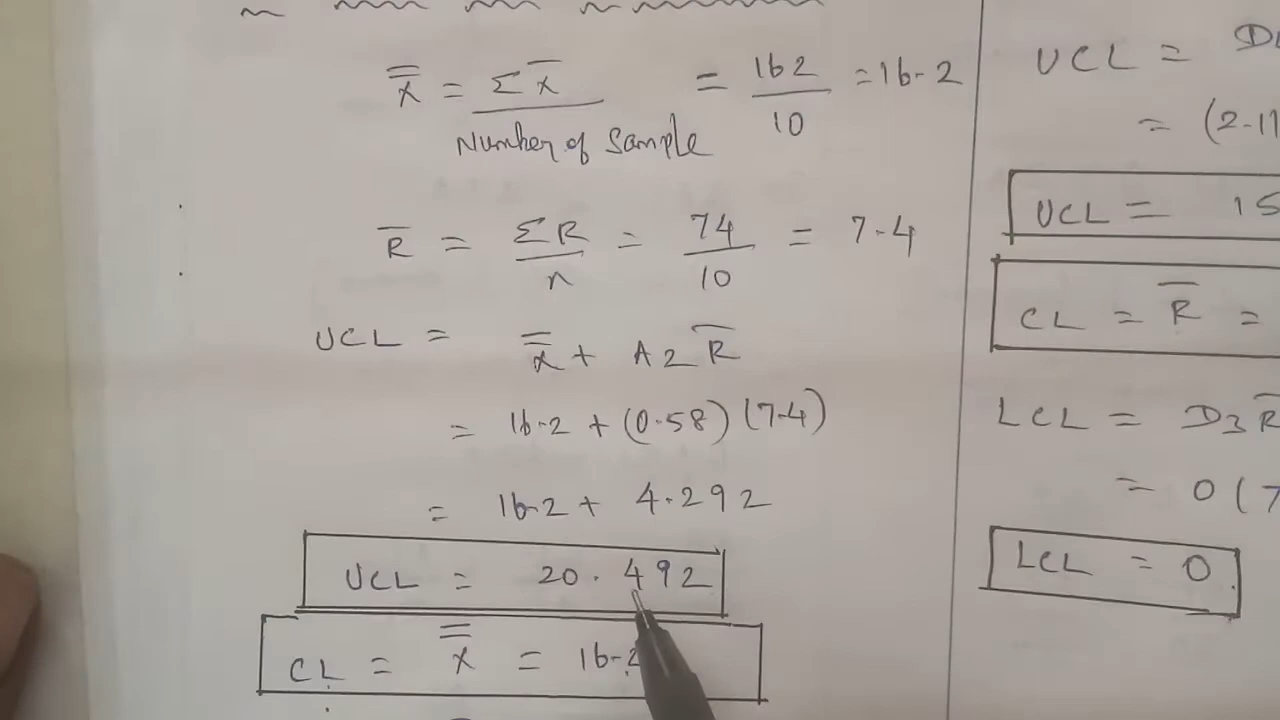 X̿ = ΣX̅ / Number of Sample = 162 / 10 = 16-2
R̅ = ΣR / n = 74 / 10 = 7-4
UCL = x̿ + A2 R̅
= 16-2 + (0.58) (7-4)
= 16.2 + 4.292
UCL = 20.492
CL = x̿ = 16-2
UCL =
= (2-11
UCL = 15
CL = R̅ =
LCL = D3 R̅
= 0 (7
LCL = 0